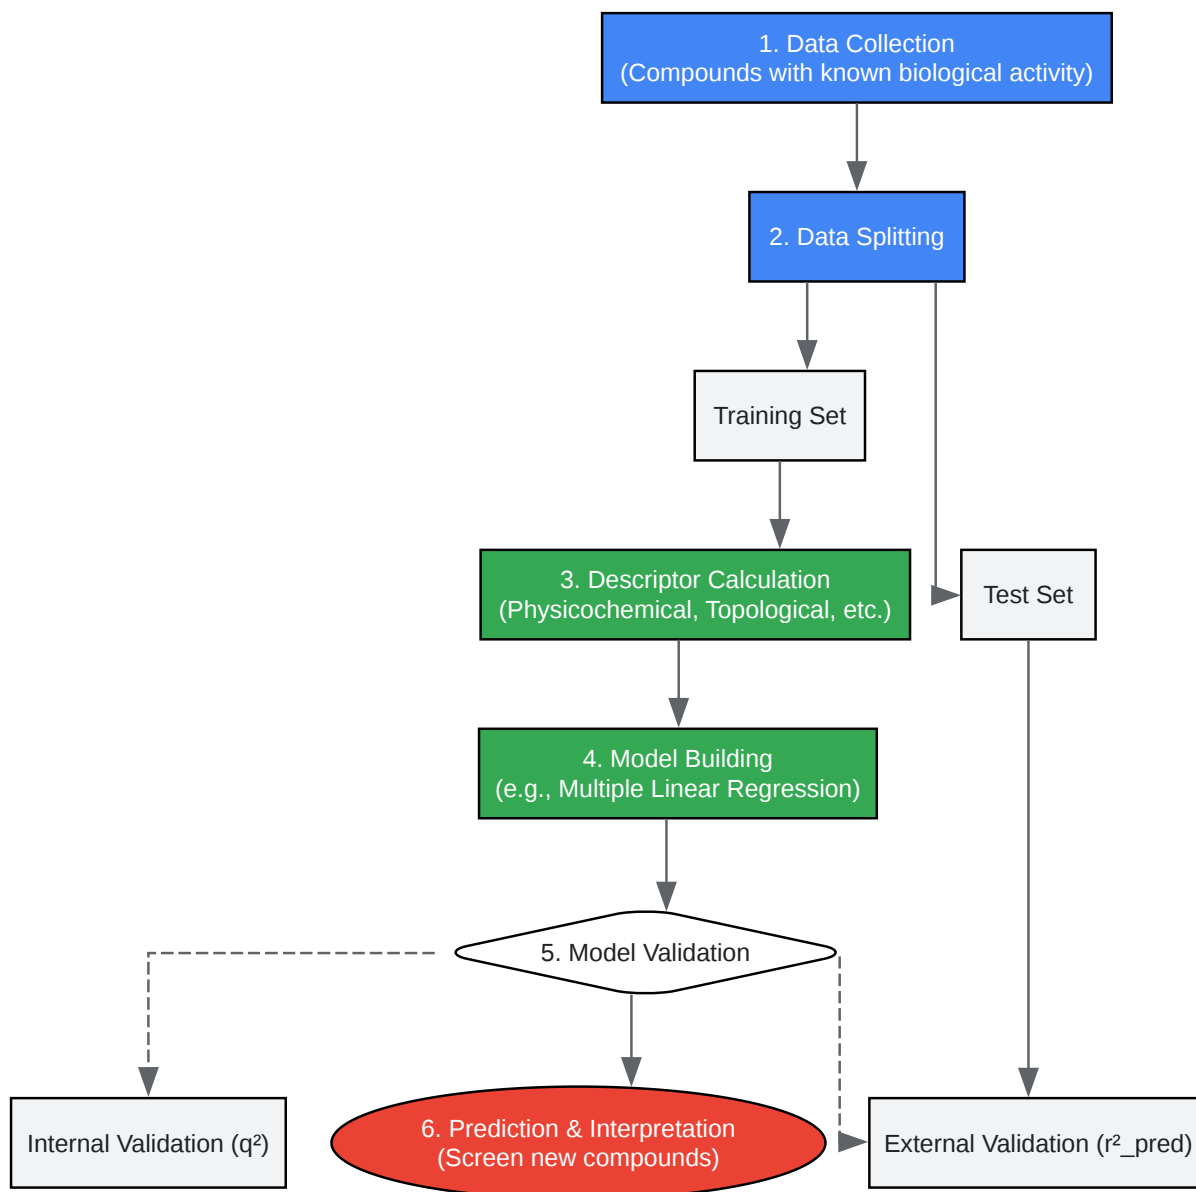 1. Data Collection
(Compounds with known biological activity)
2. Data Splitting
Training Set
3. Descriptor Calculation
(Physicochemical, Topological, etc.)
Test Set
4. Model Building
(e.g., Multiple Linear Regression)
5. Model Validation
Internal Validation (q²)
6. Prediction & Interpretation
(Screen new compounds)
External Validation (r²_pred)